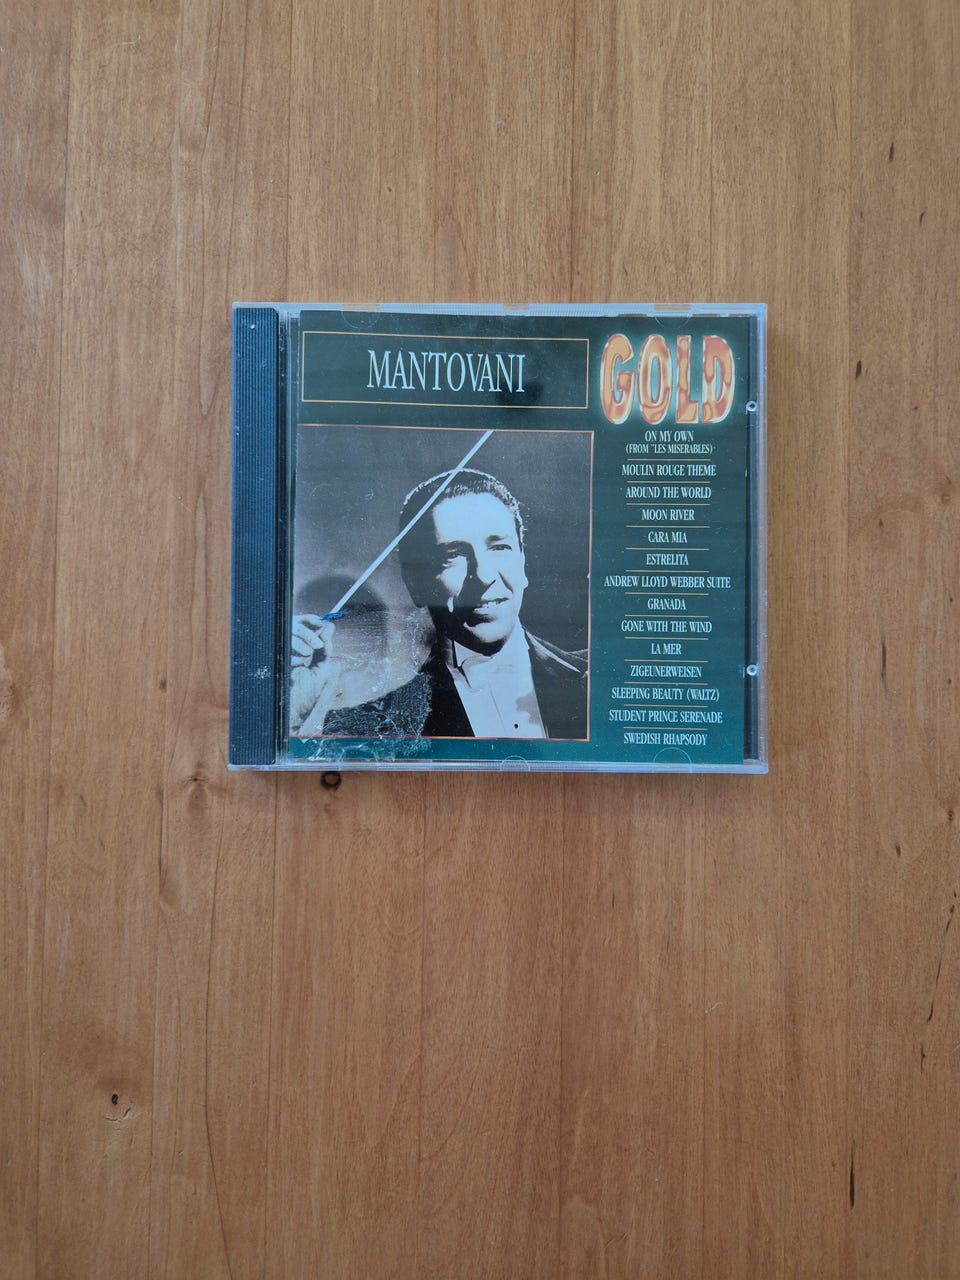 MANTOVANI
GOLD
ON MY OWN
(FROM "LES MISERABLES)
MOULIN ROUGE THEME
AROUND THE WORLD
MOON RIVER
CARA MIA
ESTRELITA
ANDREW LLOYD WEBBER SUITE
GRANADA
GONE WITH THE WIND
LA MER
ZIGEUNERWEISEN
SLEEPING BEAUTY (WALTZ)
STUDENT PRINCE SERENADE
SWEDISH RHAPSODY